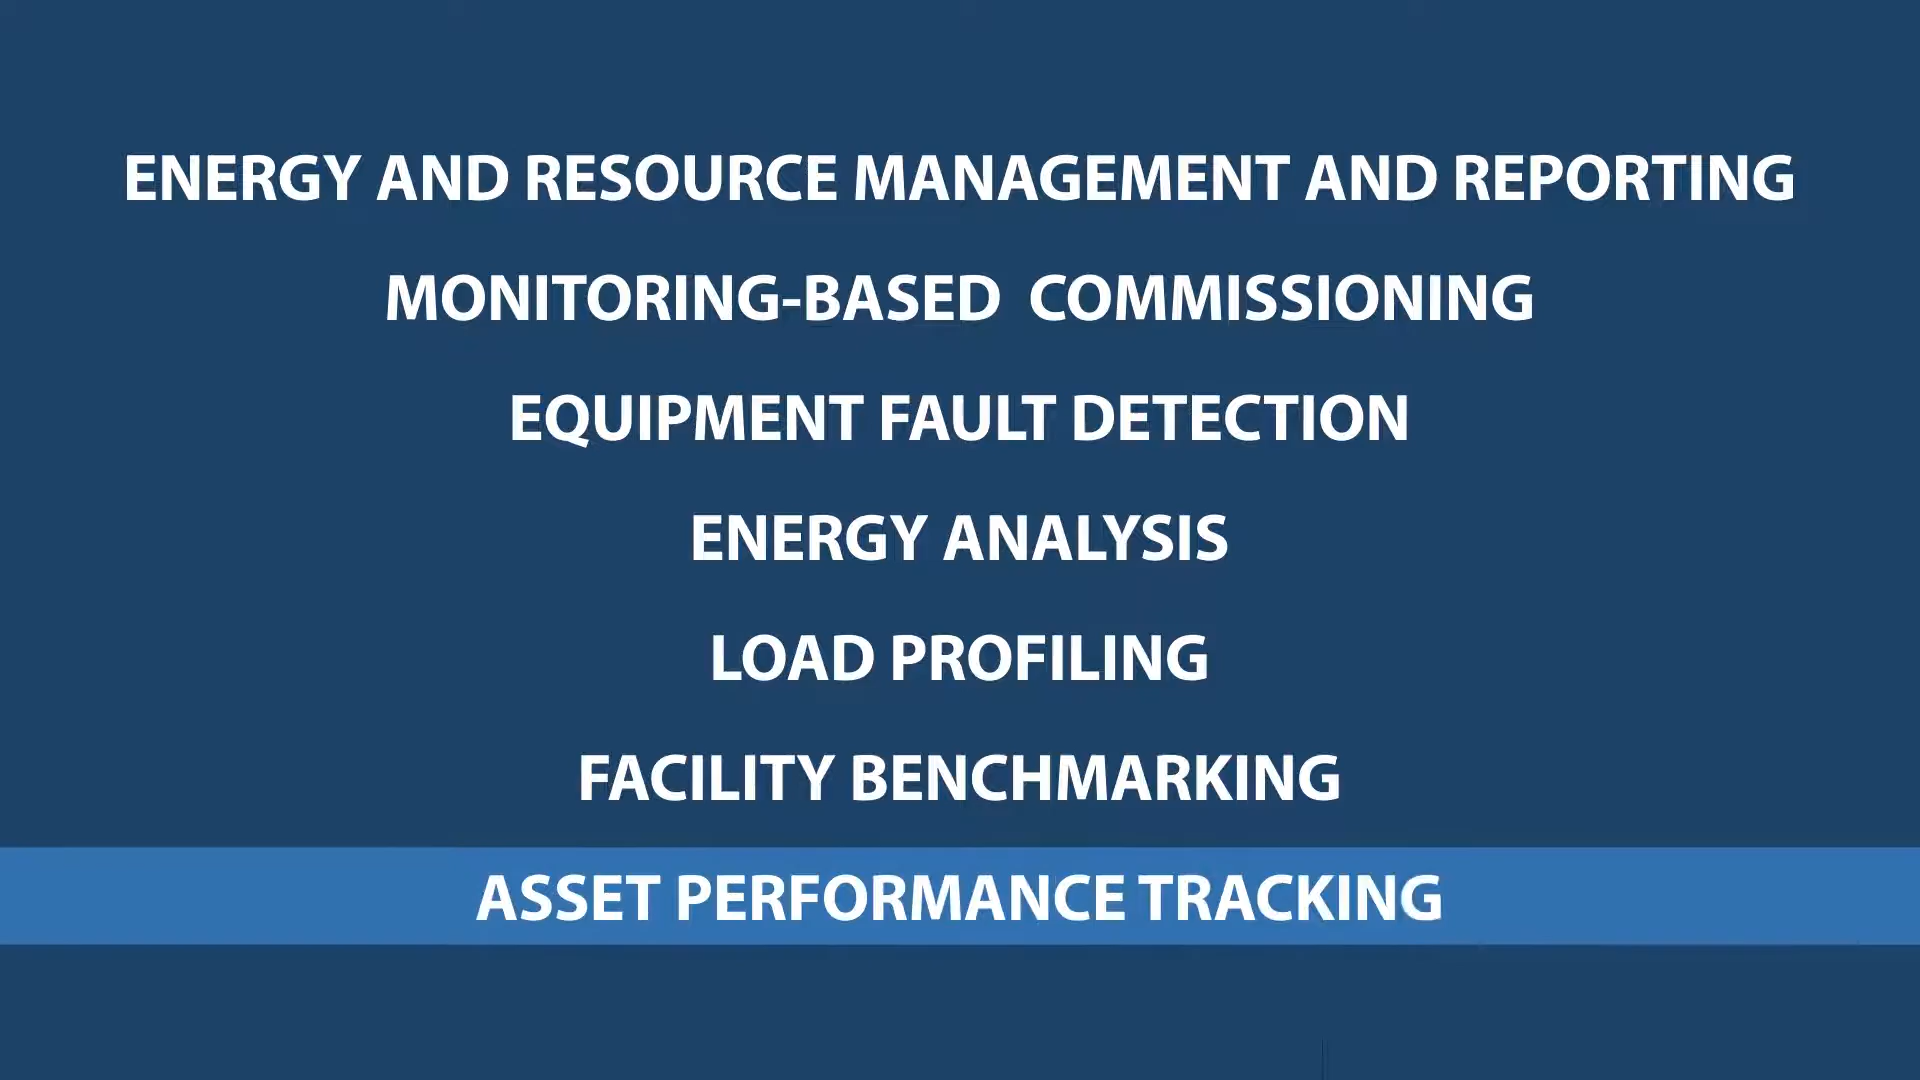 ENERGY AND RESOURCE MANAGEMENT AND REPORTING
MONITORING-BASED  COMMISSIONING
EQUIPMENT FAULT DETECTION
ENERGY ANALYSIS
LOAD PROFILING
FACILITY BENCHMARKING
ASSET PERFORMANCE TRACKING